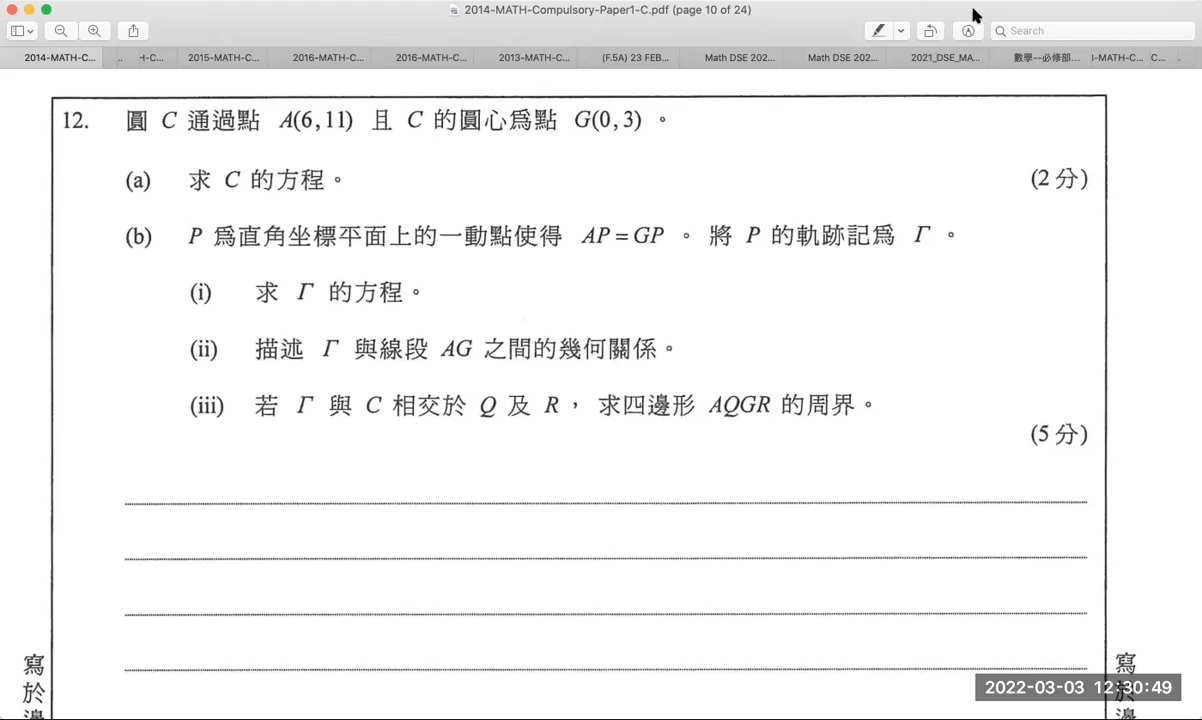 2014-MATH-Compulsory-Paper1-C.pdf (page 10 of 24)
Search
2014-MATH-C... .. H-C... 2015-MATH-C... 2016-MATH-C... 2016-MATH-C... 2013-MATH-C... (F.5A) 23 FEB... Math DSE 202... Math DSE 202... 2021_DSE_MA... 數學--必修部... I-MATH-C... C...
12. 圓 C 通過點 A(6,11) 且 C 的圓心爲點 G(0,3) 。
(a) 求 C 的方程。 (2 分)
(b) P 爲直角坐標平面上的一動點使得 AP = GP 。 將 P 的軌跡記爲 Γ 。
(i) 求 Γ 的方程。
(ii) 描述 Γ 與線段 AG 之間的幾何關係。
(iii) 若 Γ 與 C 相交於 Q 及 R , 求四邊形 AQGR 的周界。
(5 分)
寫於邊
寫於邊
2022-03-03 12:30:49